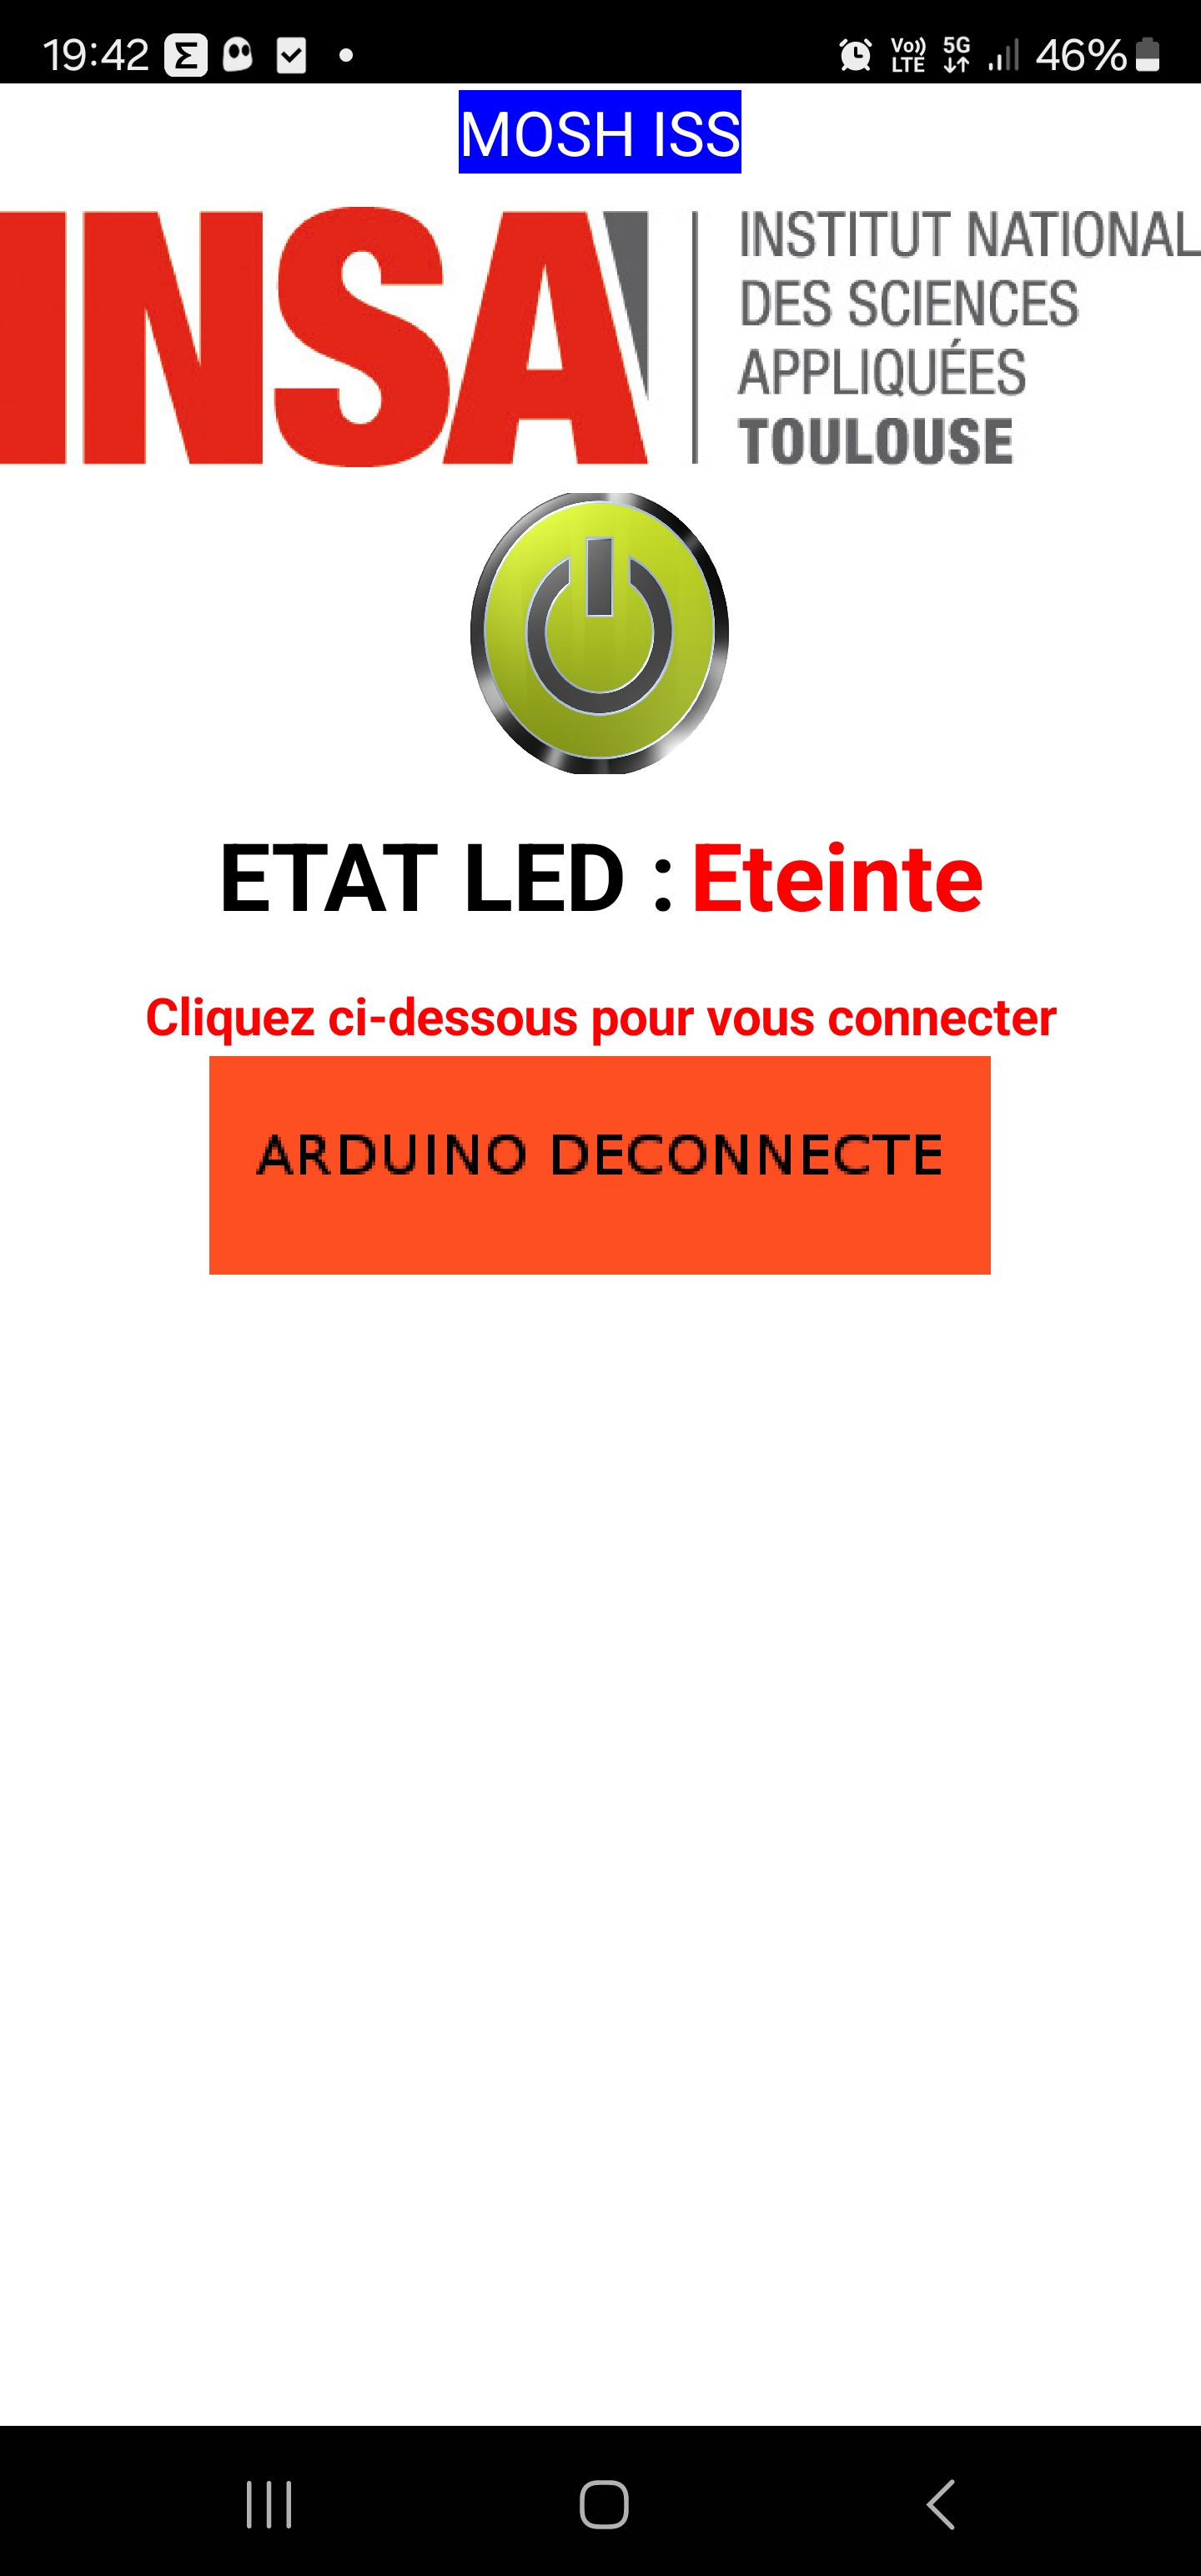 19:42
Vo)) LTE 5G 46%
MOSH ISS
INSA
INSTITUT NATIONAL
DES SCIENCES
APPLIQUÉES
TOULOUSE
ETAT LED : Eteinte
Cliquez ci-dessous pour vous connecter
ARDUINO DECONNECTE